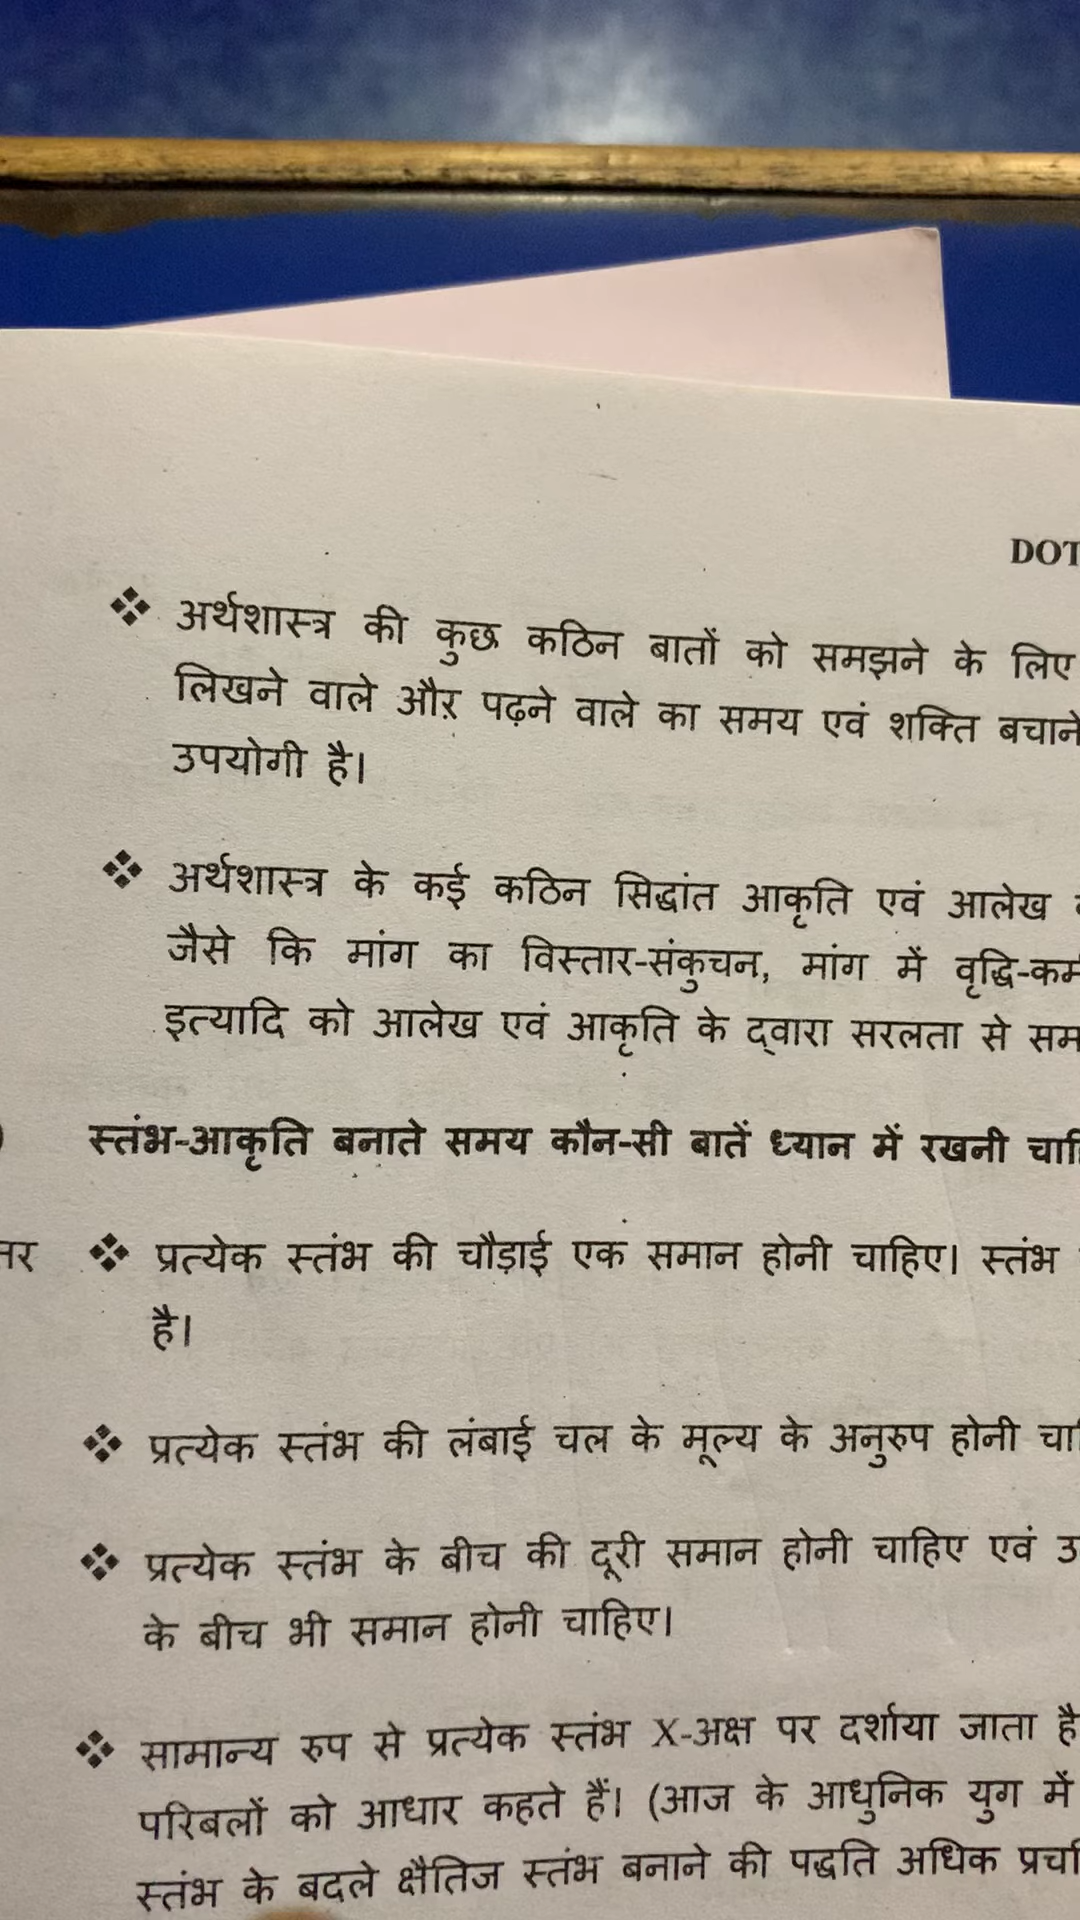 DOT
❖ अर्थशास्त्र की कुछ कठिन बातों को समझने के लिए
लिखने वाले और पढ़ने वाले का समय एवं शक्ति बचाने
उपयोगी है।
❖ अर्थशास्त्र के कई कठिन सिद्धांत आकृति एवं आलेख
जैसे कि मांग का विस्तार-संकुचन, मांग में वृद्धि-कम
इत्यादि को आलेख एवं आकृति के द्वारा सरलता से सम
स्तंभ-आकृति बनाते समय कौन-सी बातें ध्यान में रखनी चाहि
❖ प्रत्येक स्तंभ की चौड़ाई एक समान होनी चाहिए। स्तंभ
है।
❖ प्रत्येक स्तंभ की लंबाई चल के मूल्य के अनुरुप होनी चा
❖ प्रत्येक स्तंभ के बीच की दूरी समान होनी चाहिए एवं उ
के बीच भी समान होनी चाहिए।
❖ सामान्य रुप से प्रत्येक स्तंभ X-अक्ष पर दर्शाया जाता है
परिबलों को आधार कहते हैं। (आज के आधुनिक युग में
स्तंभ के बदले क्षैतिज स्तंभ बनाने की पद्धति अधिक प्रच